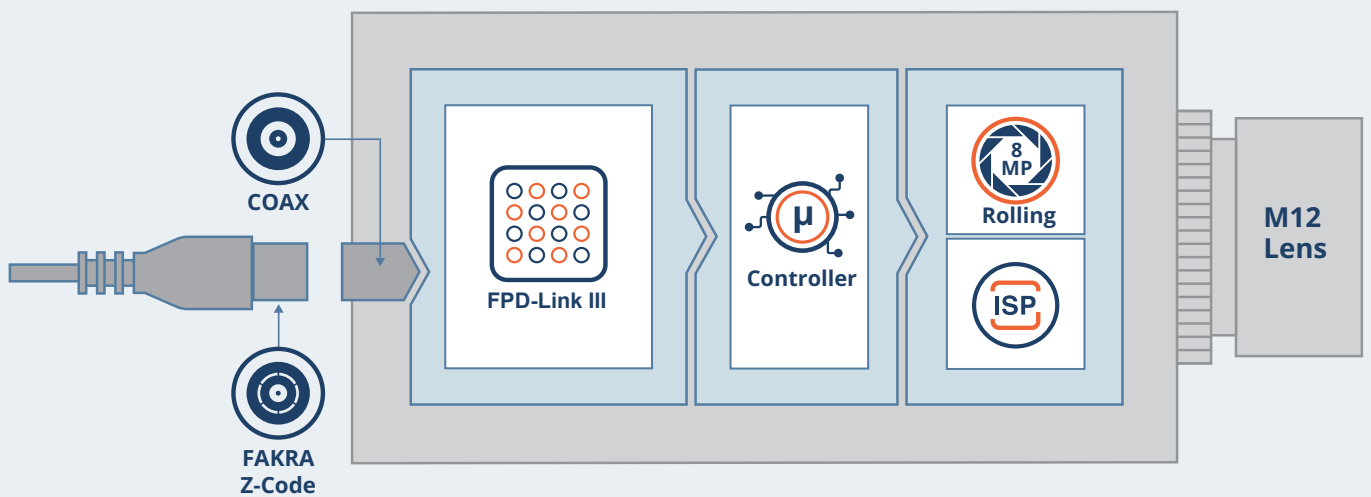 COAX
FAKRA
Z-Code
FPD-Link III
µ
Controller
8
MP
Rolling
ISP
M12
Lens